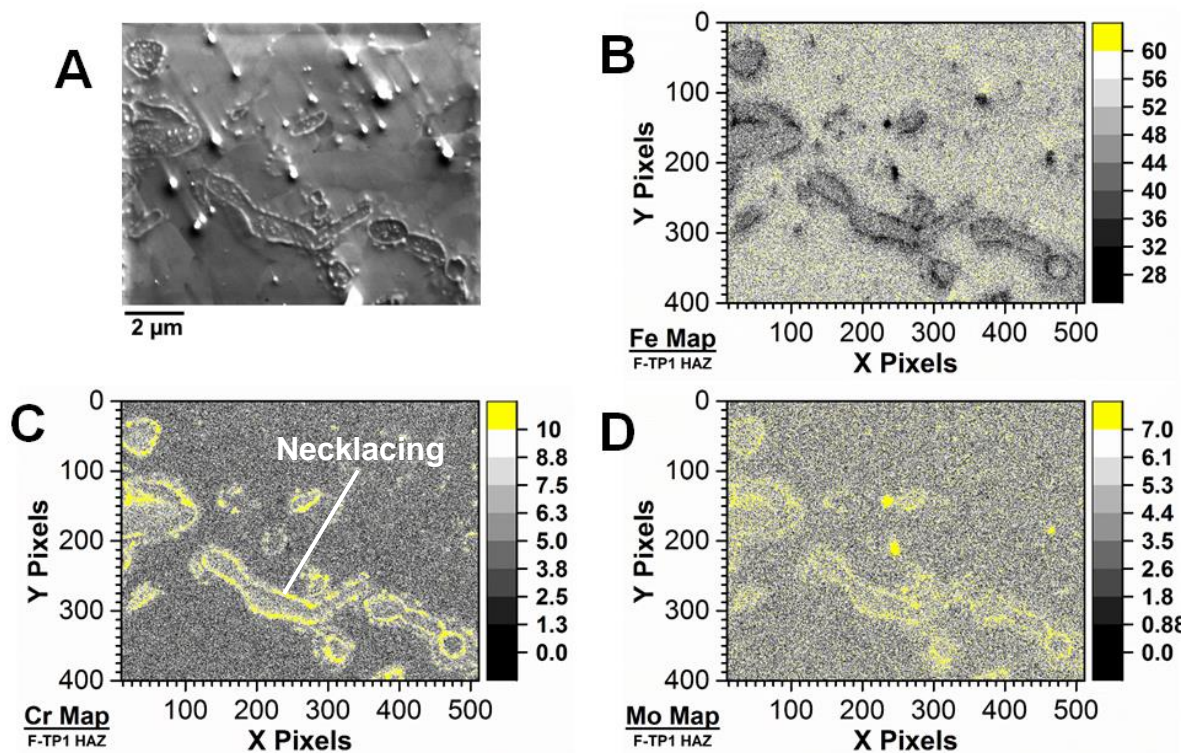 A
2 μm
B
0
100
200
300
400
Y Pixels
100 200 300 400 500
X Pixels
Fe Map
F-TP1 HAZ
60
56
52
48
44
40
36
32
28
C
Necklacing
0
100
200
300
400
Y Pixels
100 200 300 400 500
X Pixels
Cr Map
F-TP1 HAZ
10
8.8
7.5
6.3
5.0
3.8
2.5
1.3
0.0
D
0
100
200
300
400
Y Pixels
100 200 300 400 500
X Pixels
Mo Map
F-TP1 HAZ
7.0
6.1
5.3
4.4
3.5
2.6
1.8
0.88
0.0